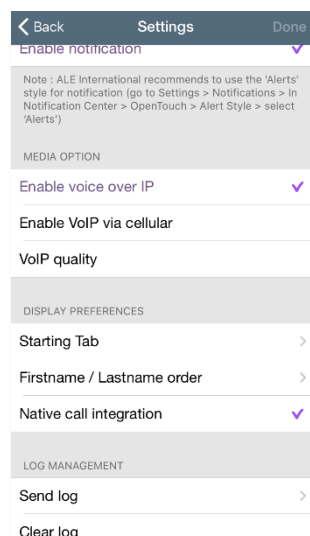 Back Settings Done
Enable notification
Note : ALE International recommends to use the 'Alerts'
style for notification (go to Settings > Notifications > In
Notification Center > OpenTouch > Alert Style > select
'Alerts')
MEDIA OPTION
Enable voice over IP
Enable VoIP via cellular
VoIP quality
DISPLAY PREFERENCES
Starting Tab
Firstname / Lastname order
Native call integration
LOG MANAGEMENT
Send log
Clear log